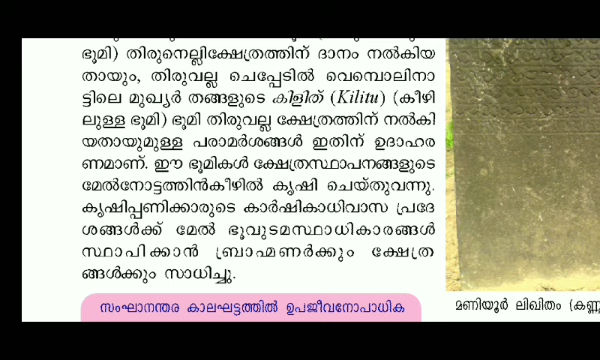 ഭൂമി) തിരുനെല്ലിക്ഷേത്രത്തിന് ദാനം നൽകിയ
തായും, തിരുവല്ല ചെപ്പേടിൽ വെമ്പൊലിനാ
ട്ടിലെ മുഖ്യർ തങ്ങളുടെ കിളിത് (Kilitu) (കീഴി
ലുള്ള ഭൂമി) ഭൂമി തിരുവല്ല ക്ഷേത്രത്തിന് നൽകി
യതായുമുള്ള പരാമർശങ്ങൾ ഇതിന് ഉദാഹര
ണമാണ്. ഈ ഭൂമികൾ ക്ഷേത്രസ്ഥാപനങ്ങളുടെ
മേൽനോട്ടത്തിൻകീഴിൽ കൃഷി ചെയ്തുവന്നു.
കൃഷിപ്പണിക്കാരുടെ കാർഷികാധിവാസ പ്രദേ
ശങ്ങൾക്ക് മേൽ ഭൂവുടമസ്ഥാധികാരങ്ങൾ
സ്ഥാപിക്കാൻ ബ്രാഹ്മണർക്കും ക്ഷേത്ര
ങ്ങൾക്കും സാധിച്ചു.
സംഘാനന്തര കാലഘട്ടത്തിൽ ഉപജീവനോപാധിക
മണിയൂർ ലിഖിതം (കണ്ണൂ